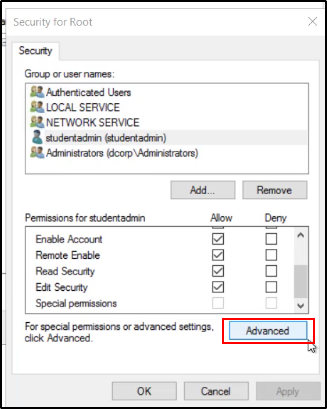 Security for Root
Security
Group or user names:
Authenticated Users
LOCAL SERVICE
NETWORK SERVICE
studentadmin (studentadmin)
Administrators (dcorp\Administrators)
Add... Remove
Permissions for studentadmin Allow Deny
Enable Account
Remote Enable
Read Security
Edit Security
Special permissions
For special permissions or advanced settings, click Advanced.
Advanced
OK Cancel Apply